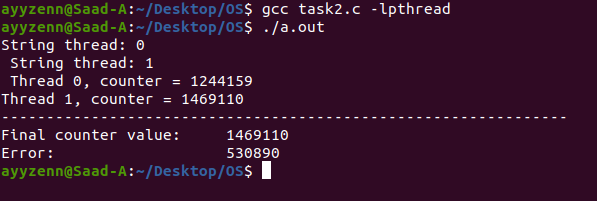 ayyzenn@Saad-A:~/Desktop/OS$ gcc task2.c -lpthread
ayyzenn@Saad-A:~/Desktop/OS$ ./a.out
String thread: 0
 String thread: 1
 Thread 0, counter = 1244159
Thread 1, counter = 1469110
----------------------------------------------------------------
Final counter value:     1469110
Error:                   530890
ayyzenn@Saad-A:~/Desktop/OS$